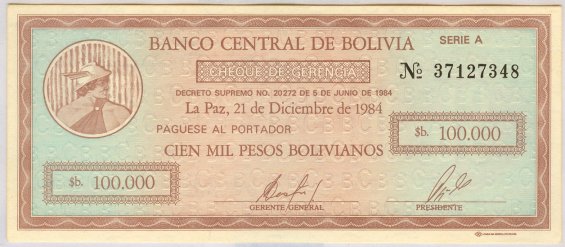 BANCO CENTRAL DE BOLIVIA
SERIE A
CHEQUE DE GERENCIA
Nº 37127348
DECRETO SUPREMO NO. 20272 DE 5 DE JUNIO DE 1984
La Paz, 21 de Diciembre de 1984
PAGUESE AL PORTADOR
$b. 100.000
CIEN MIL PESOS BOLIVIANOS
$b. 100.000
GERENTE GENERAL
PRESIDENTE